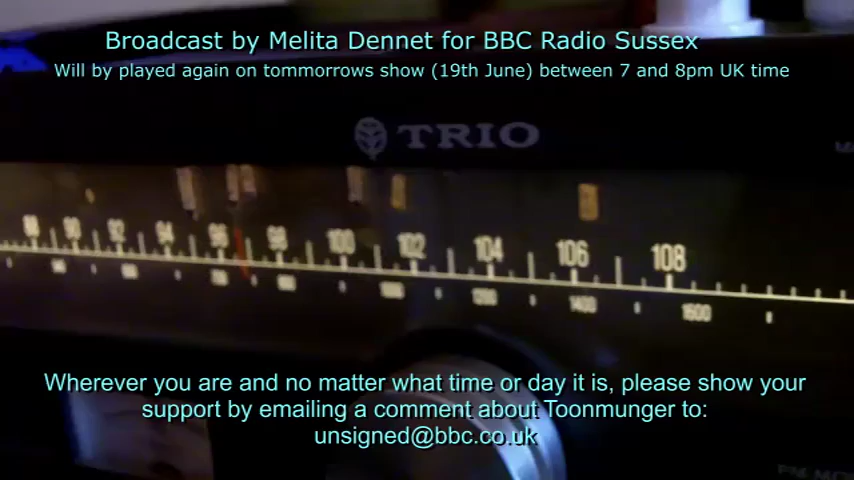 Broadcast by Melita Dennet for BBC Radio Sussex
Will by played again on tommorrows show (19th June) between 7 and 8pm UK time
TRIO
88 90 92 94 96 98 100 102 104 106 108
1200 1400 1600
Wherever you are and no matter what time or day it is, please show your
support by emailing a comment about Toonmunger to:
unsigned@bbc.co.uk